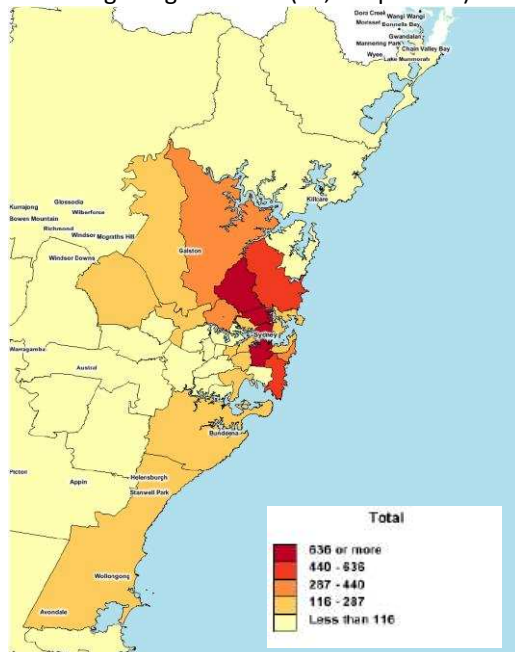 Dora Creek
Wangi Wangi
Morisset
Bonnells Bay
Gwandalan
Mannering Park
Chain Valley Bay
Wyee
Lake Munmorah
Killcare
Kurrajong
Glossodia
Wilberforce
Bowen Mountain
Richmond
Windsor
Mcgraths Hill
Galston
Windsor Downs
Sydney
Warragamba
Austral
Bundeena
Picton
Appin
Helensburgh
Stanwell Park
Wollongong
Avondale
Total
636 or more
440 - 636
287 - 440
116 - 287
Less than 116